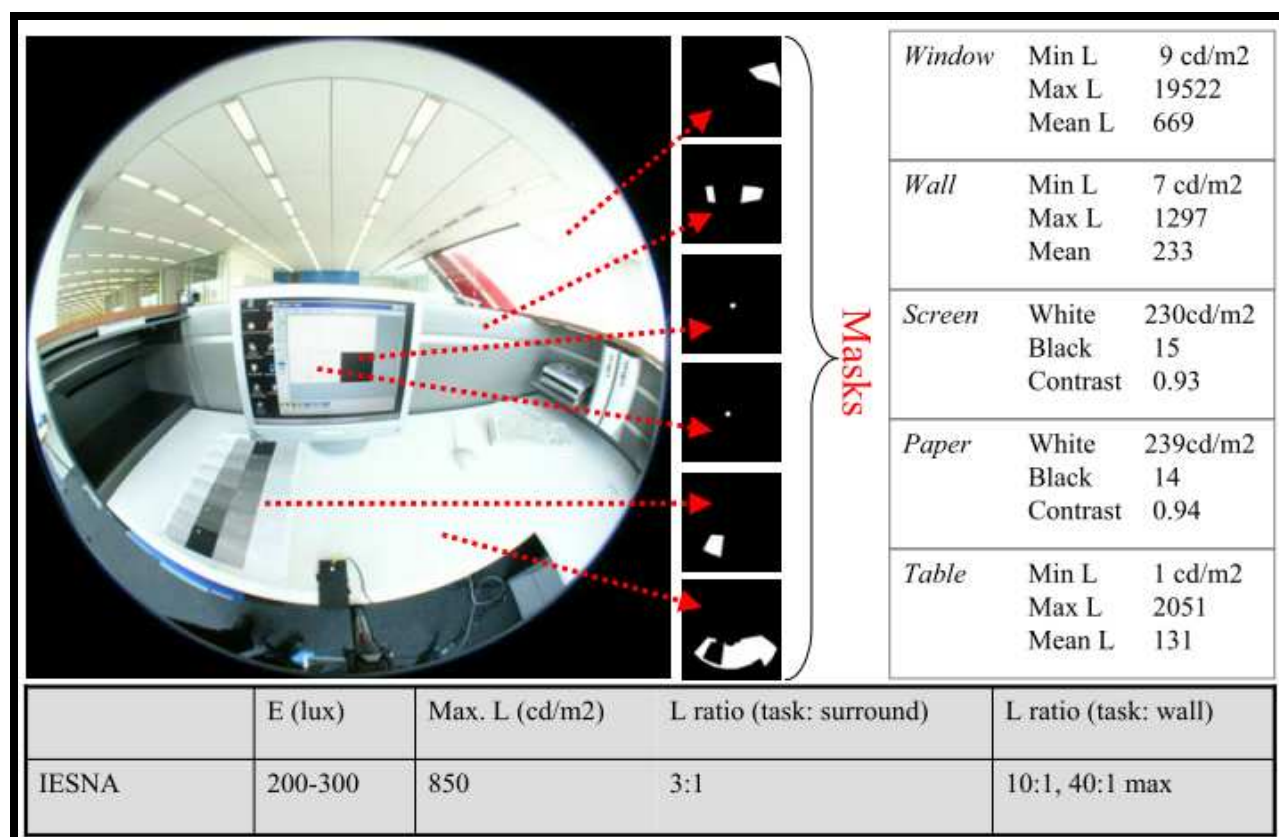 Window Min L 9 cd/m2
Max L 19522
Mean L 669
Wall Min L 7 cd/m2
Max L 1297
Mean 233
Screen White 230cd/m2
Black 15
Contrast 0.93
Paper White 239cd/m2
Black 14
Contrast 0.94
Table Min L 1 cd/m2
Max L 2051
Mean L 131
Masks
E (lux) Max. L (cd/m2) L ratio (task: surround) L ratio (task: wall)
IESNA 200-300 850 3:1 10:1, 40:1 max